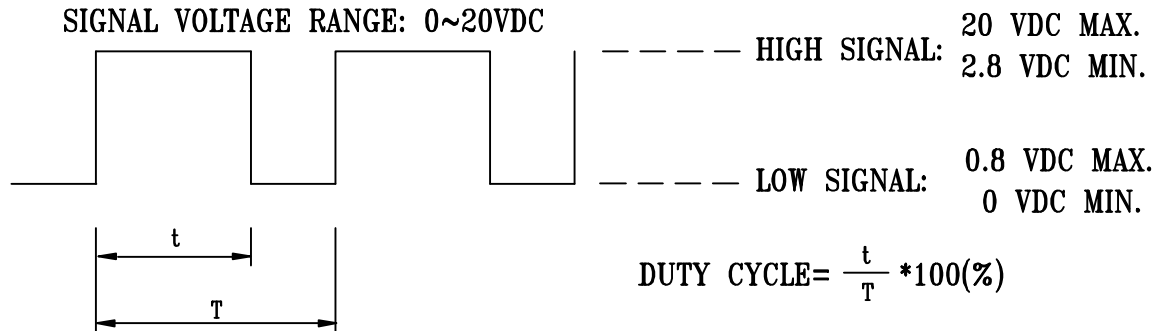 SIGNAL VOLTAGE RANGE: 0~20VDC
HIGH SIGNAL: 20 VDC MAX.
2.8 VDC MIN.
LOW SIGNAL: 0.8 VDC MAX.
0 VDC MIN.
t
T
DUTY CYCLE= t/T *100(%)